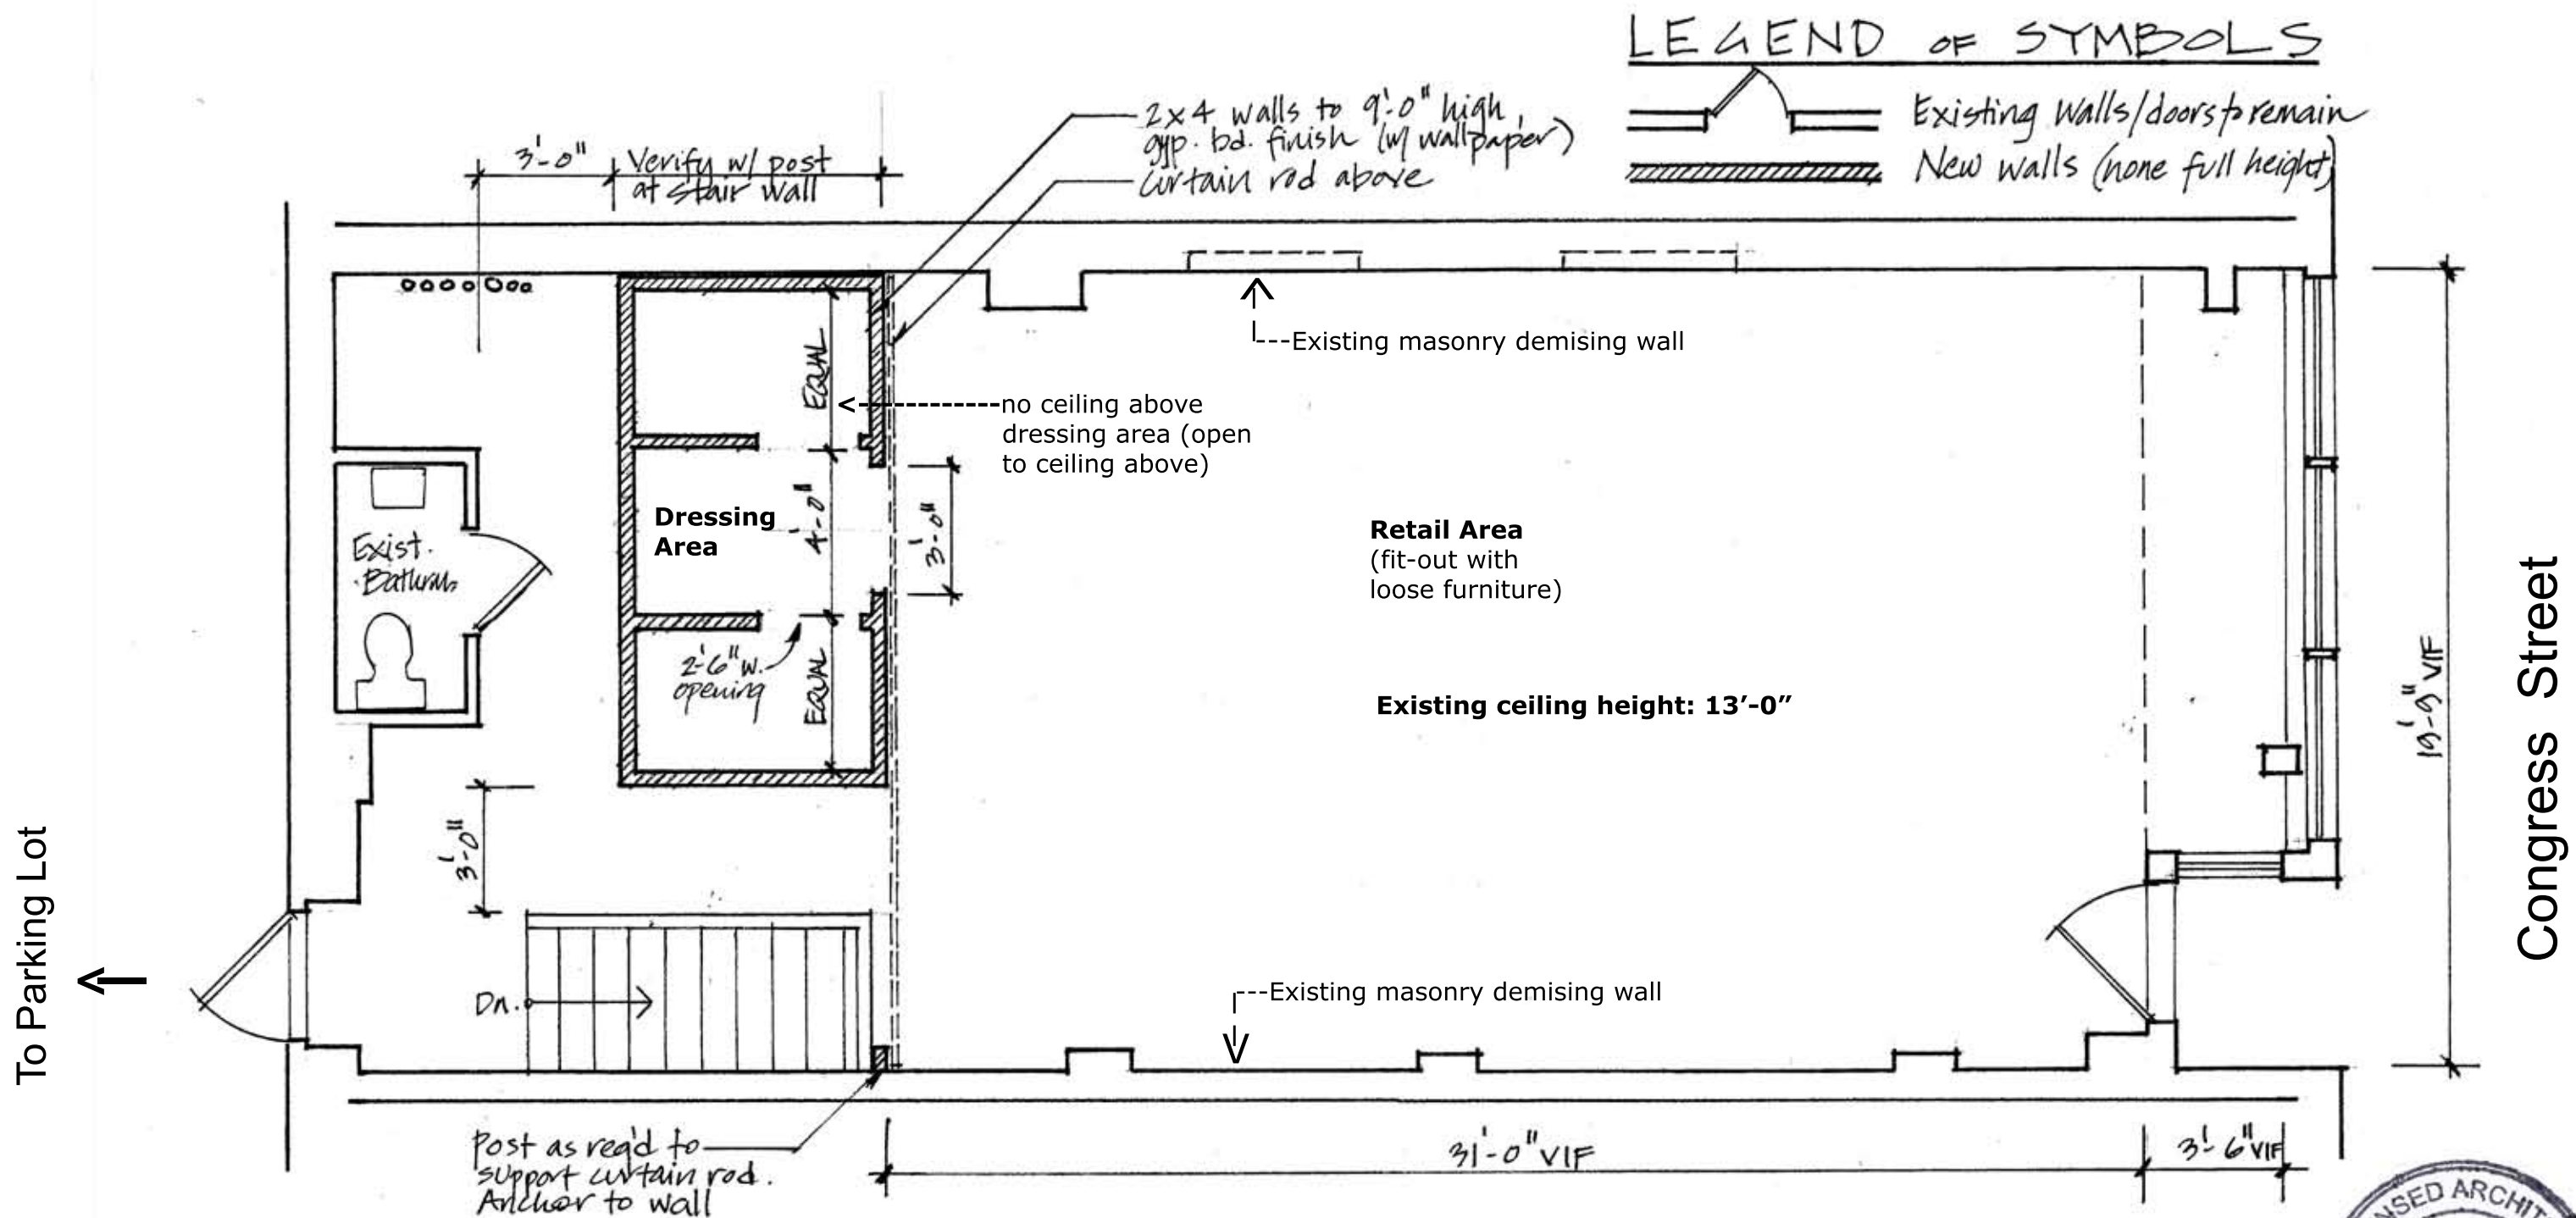 LEGEND OF SYMBOLS
Existing Walls/doors to remain
New walls (none full height)
2x4 walls to 9'-0" high,
gyp. bd. finish (w/ wallpaper)
curtain rod above
3'-0"
Verify w/ post
at stair wall
---Existing masonry demising wall
EQUAL
no ceiling above
dressing area (open
to ceiling above)
Dressing
Area
4'-0"
3'-0"
Retail Area
(fit-out with
loose furniture)
Exist.
Bathrm.
2'-6" w.
opening
EQUAL
Existing ceiling height: 13’-0”
19'-9" VIF
Congress Street
3'-0"
To Parking Lot
Dn.
---Existing masonry demising wall
Post as req'd to
support curtain rod.
Anchor to wall
31'-0" VIF
3'-6" VIF
NSED ARCHIT